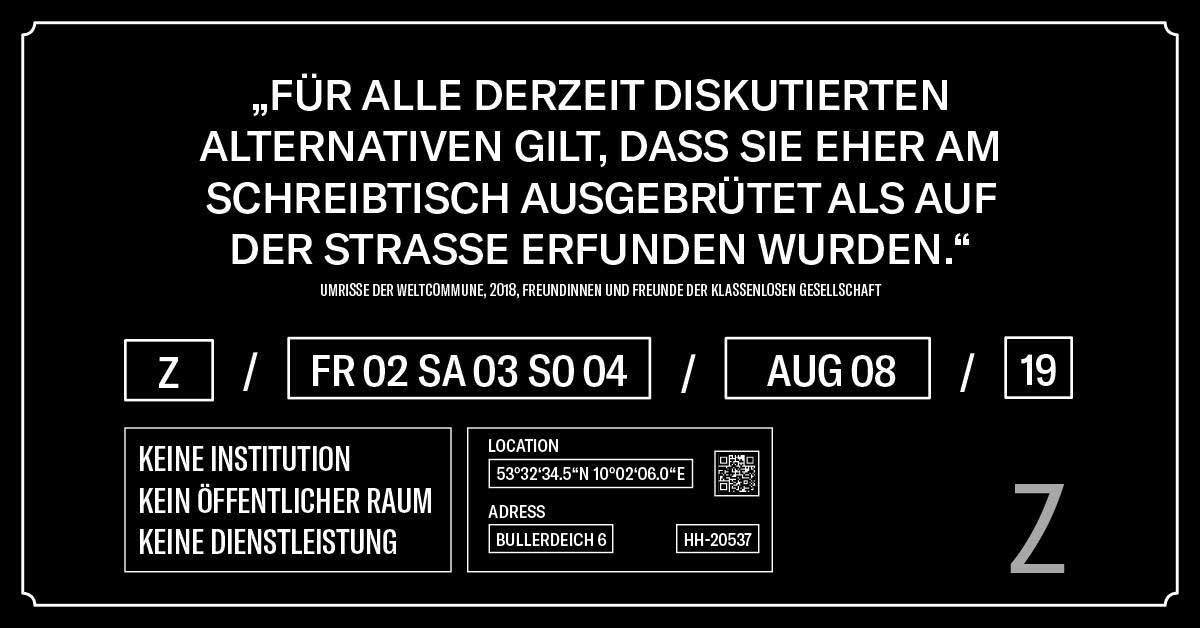 „FÜR ALLE DERZEIT DISKUTIERTEN
ALTERNATIVEN GILT, DASS SIE EHER AM
SCHREIBTISCH AUSGEBRÜTET ALS AUF
DER STRASSE ERFUNDEN WURDEN.“
UMRISSE DER WELTCOMMUNE, 2018, FREUNDINNEN UND FREUNDE DER KLASSENLOSEN GESELLSCHAFT
Z / FR 02 SA 03 SO 04 / AUG 08 / 19
KEINE INSTITUTION
KEIN ÖFFENTLICHER RAUM
KEINE DIENSTLEISTUNG
LOCATION
53°32‘34.5“N 10°02‘06.0“E
ADRESS
BULLERDEICH 6 HH-20537
Z